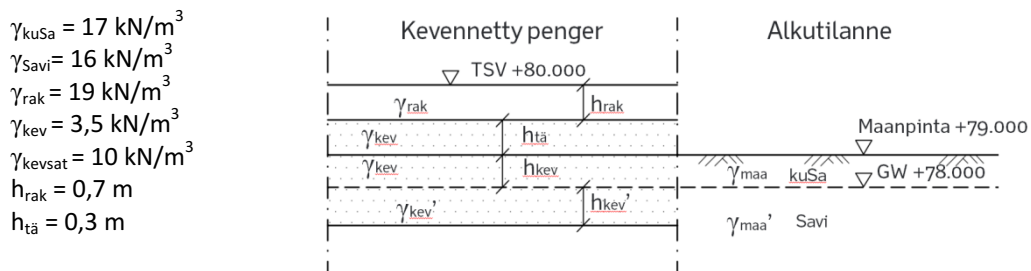 γkuSa = 17 kN/m³
γSavi= 16 kN/m³
γrak = 19 kN/m³
γkev = 3,5 kN/m³
γkevsat = 10 kN/m³
hrak = 0,7 m
htä = 0,3 m
Kevennetty penger
Alkutilanne
TSV +80.000
γrak
hrak
γkev
htä
Maanpinta +79.000
γkev
hkev
γmaa
kuSa
GW +78.000
γkev’
hkev’
γmaa’
Savi